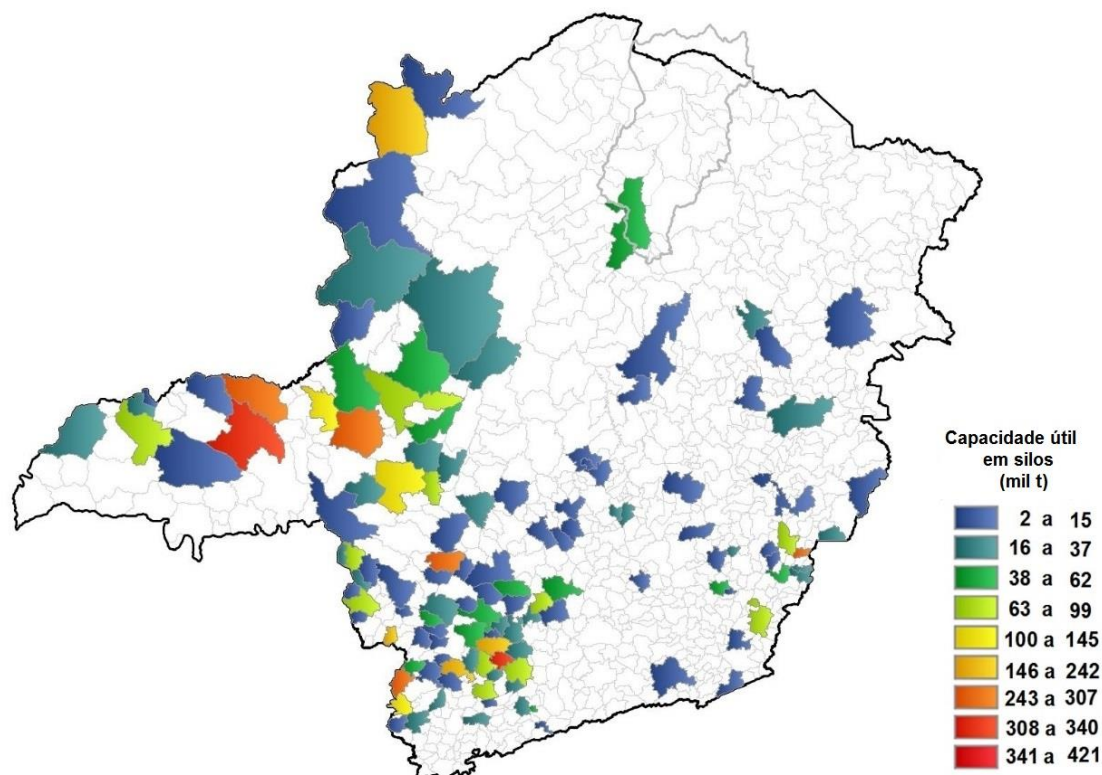 Capacidade útil
em silos
(mil t)
2 a 15
16 a 37
38 a 62
63 a 99
100 a 145
146 a 242
243 a 307
308 a 340
341 a 421